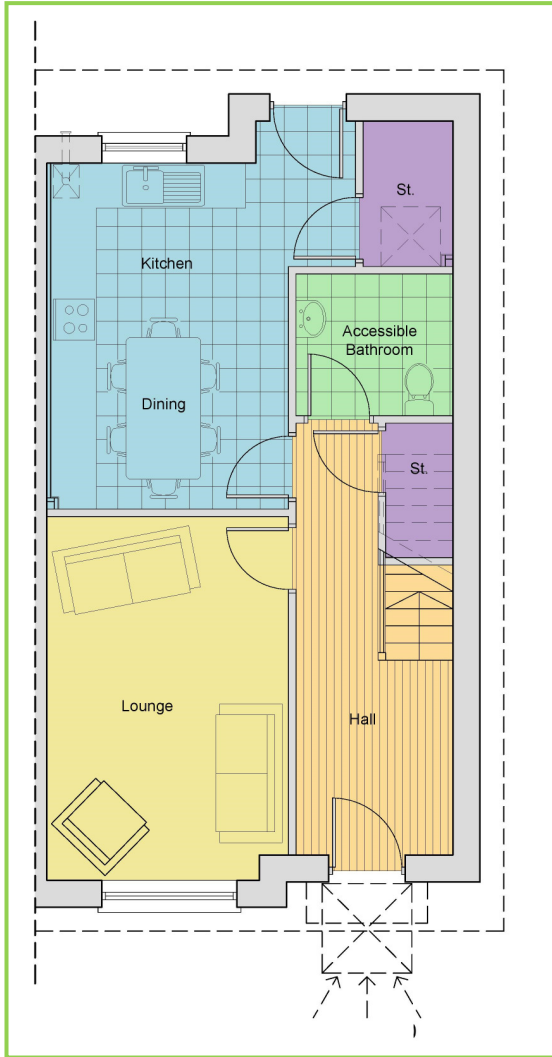 St.
Kitchen
Accessible
Bathroom
Dining
St.
Lounge
Hall